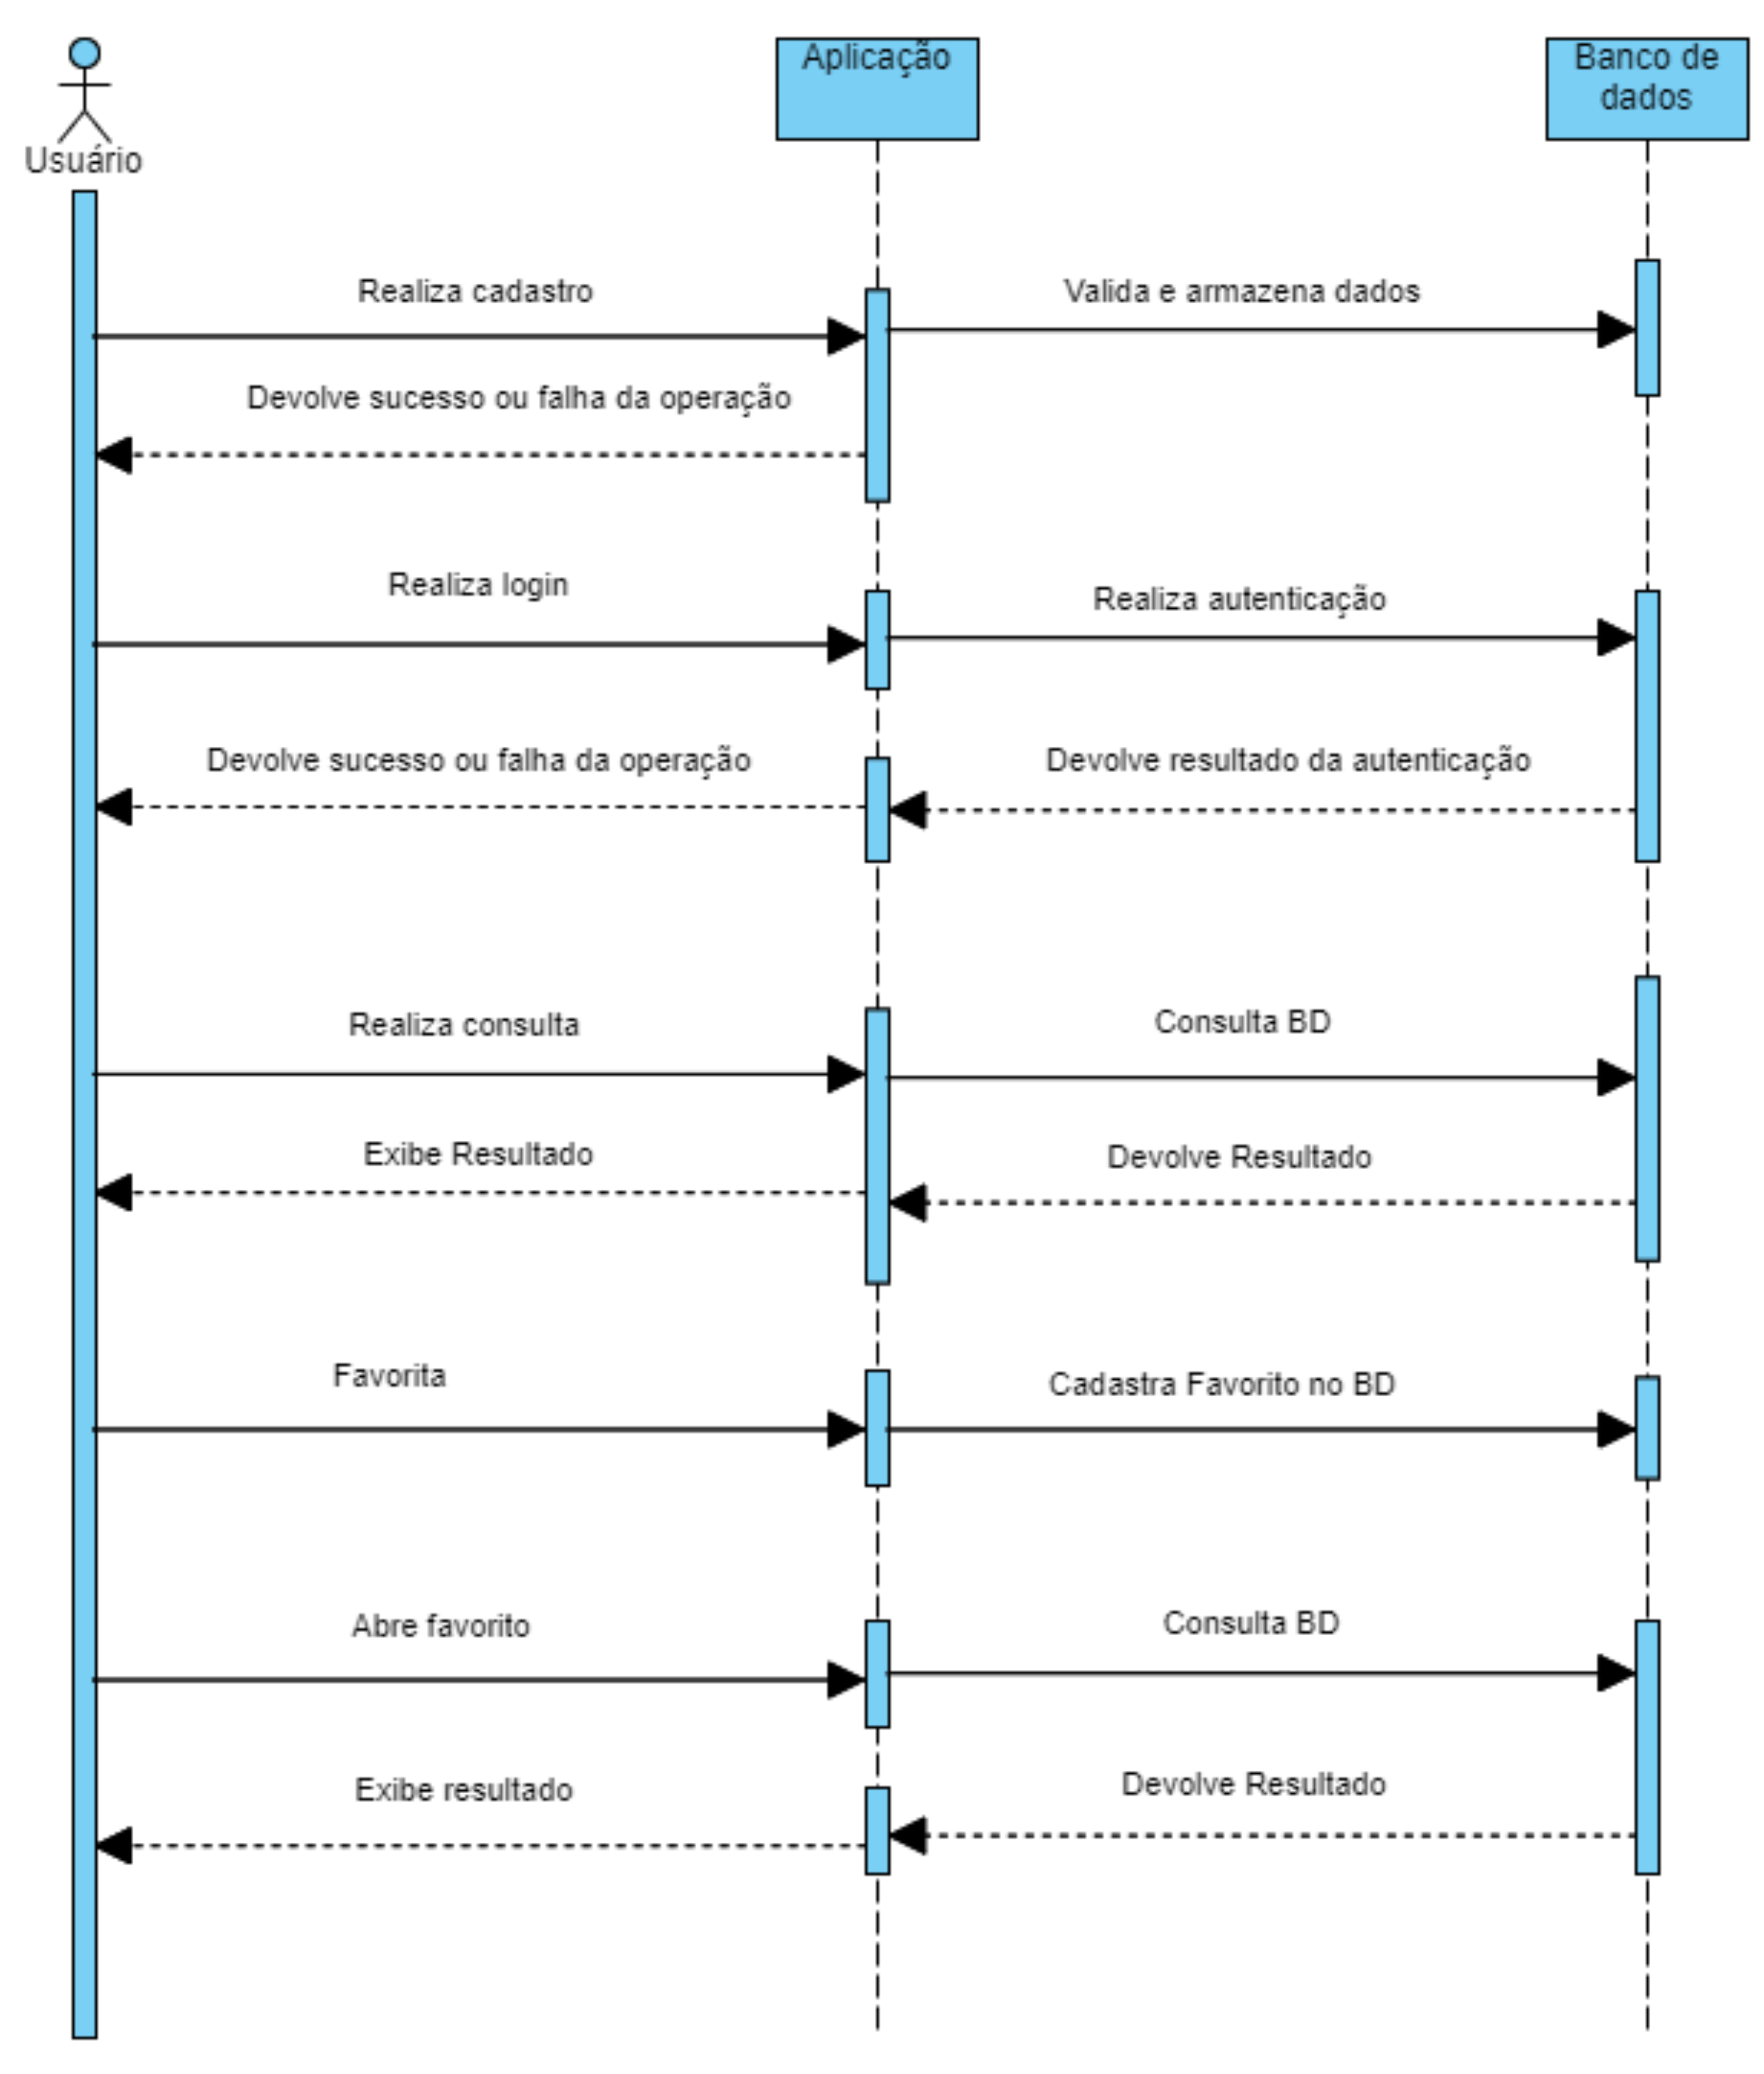 Usuário
Aplicação
Banco de
dados
Realiza cadastro
Valida e armazena dados
Devolve sucesso ou falha da operação
Realiza login
Realiza autenticação
Devolve sucesso ou falha da operação
Devolve resultado da autenticação
Realiza consulta
Consulta BD
Exibe Resultado
Devolve Resultado
Favorita
Cadastra Favorito no BD
Abre favorito
Consulta BD
Exibe resultado
Devolve Resultado